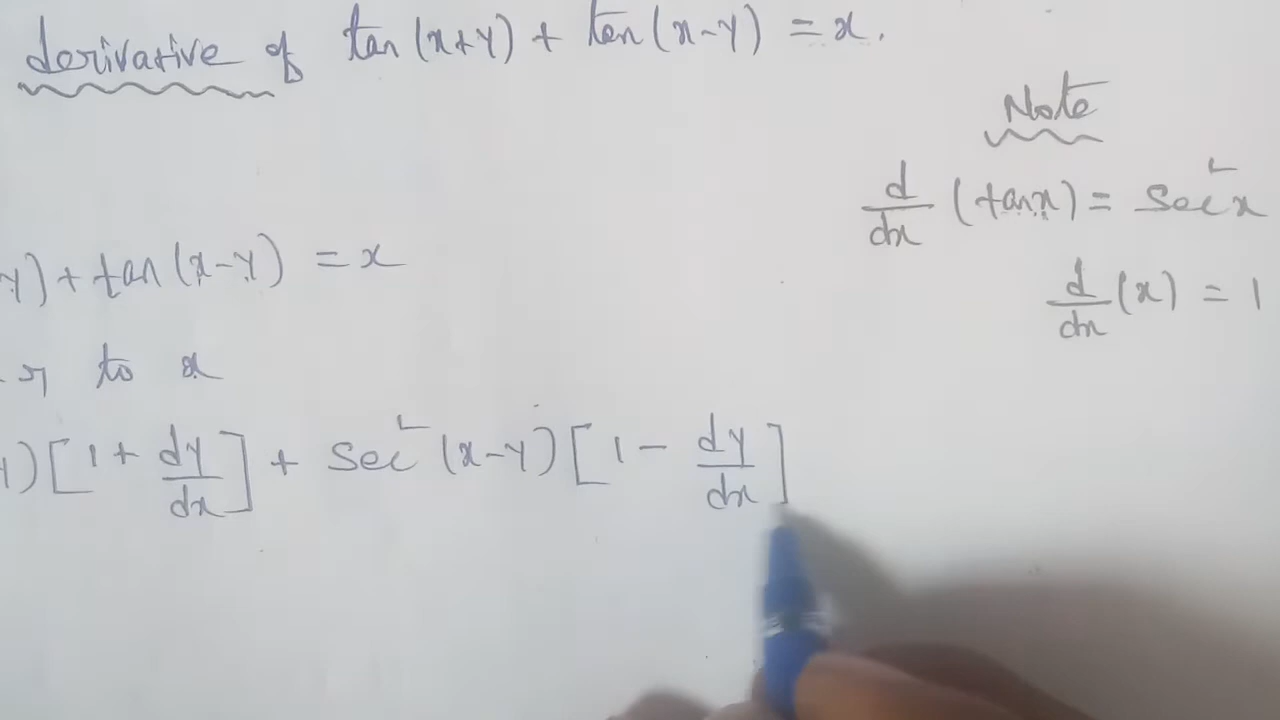 derivative of tan(x+y) + tan(x-y) = x.
Note
d/dx (tanx) = Sec²x
y) + tan(x-y) = x
d/dx (x) = 1
to x
y)[1 + dy/dx] + Sec²(x-y)[1 - dy/dx]